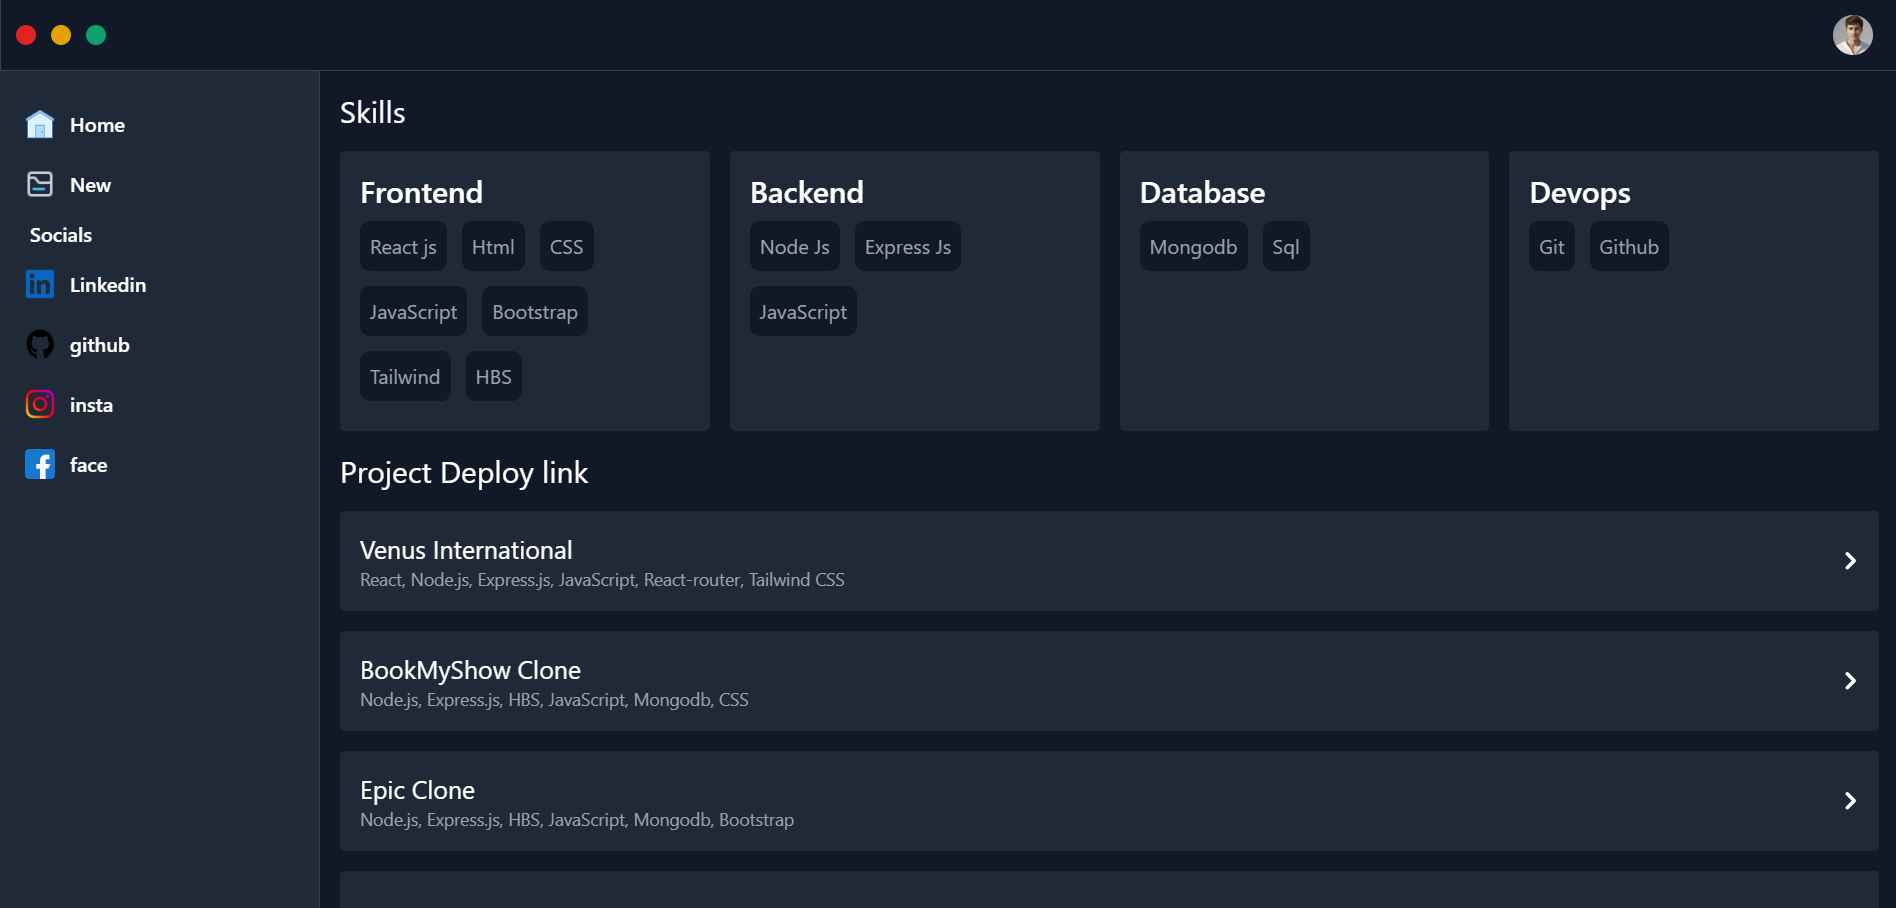 Home
New
Socials
Linkedin
github
insta
face
Skills
Frontend
React js Html CSS
JavaScript Bootstrap
Tailwind HBS
Backend
Node Js Express Js
JavaScript
Database
Mongodb Sql
Devops
Git Github
Project Deploy link
Venus International
React, Node.js, Express.js, JavaScript, React-router, Tailwind CSS
BookMyShow Clone
Node.js, Express.js, HBS, JavaScript, Mongodb, CSS
Epic Clone
Node.js, Express.js, HBS, JavaScript, Mongodb, Bootstrap